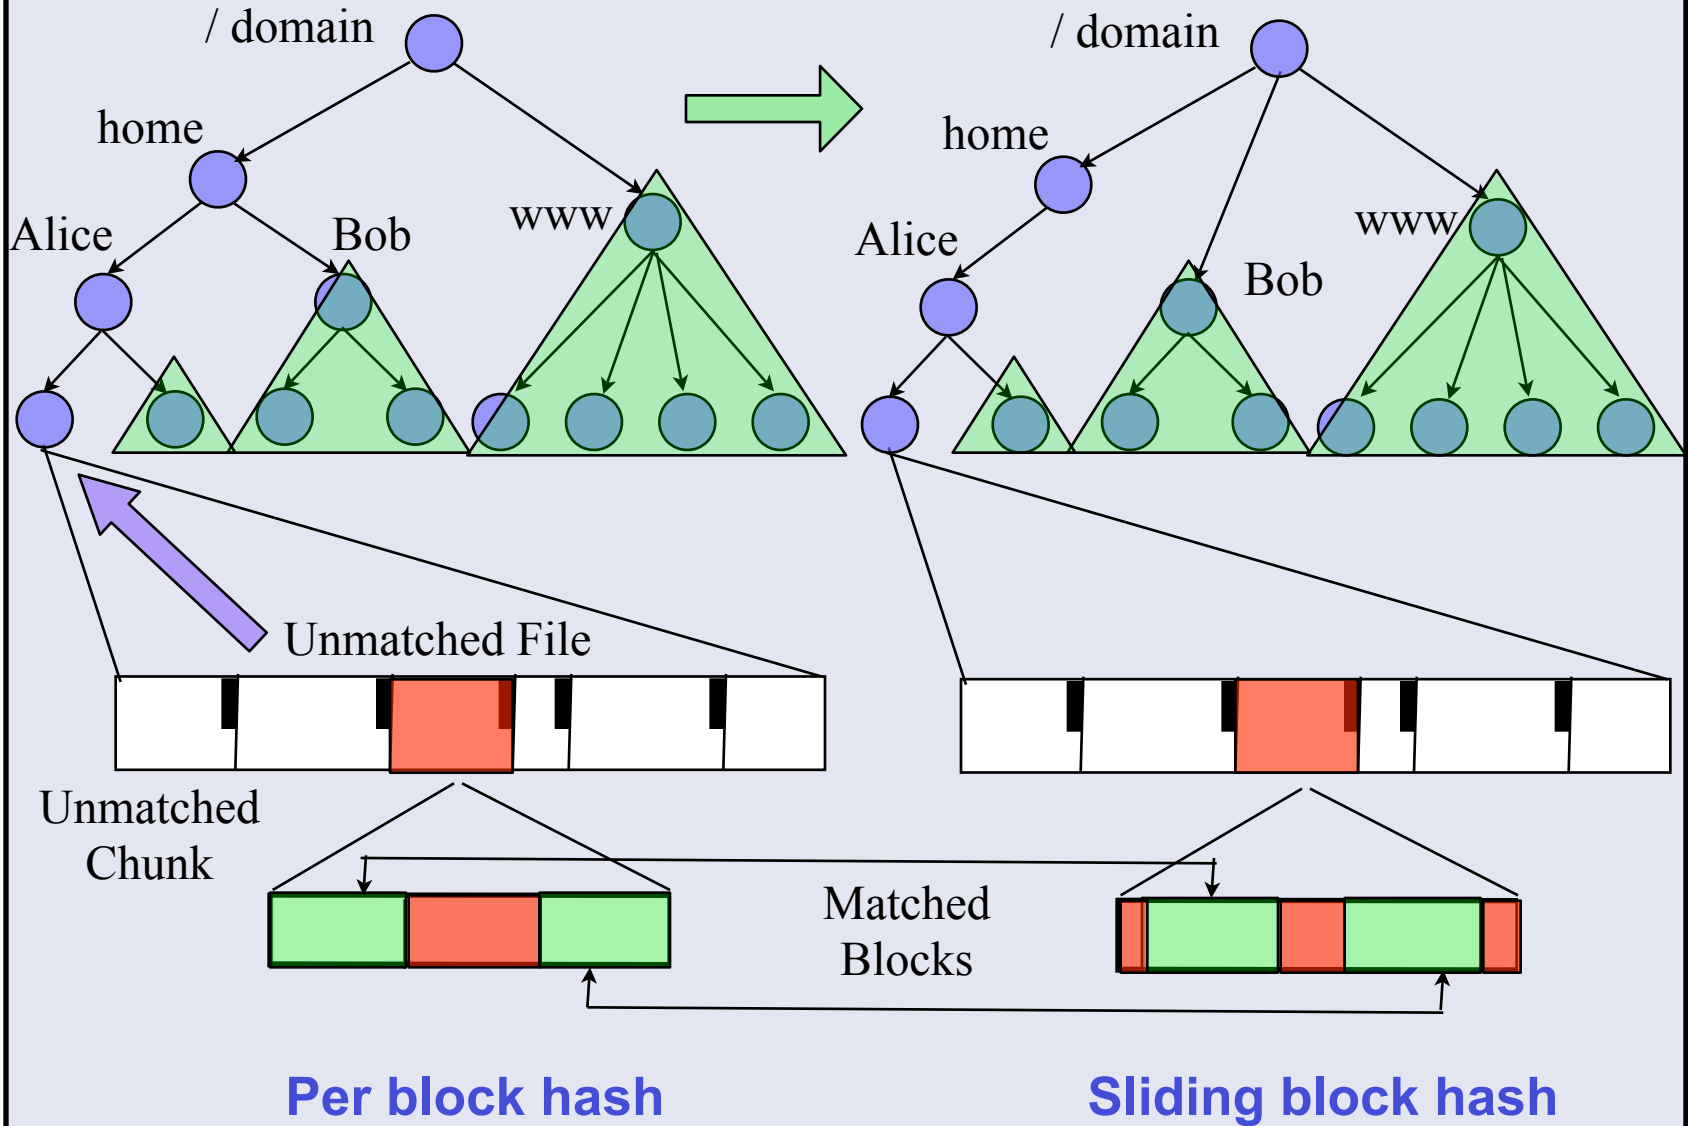 / domain
home
Alice
Bob
www
/ domain
home
Alice
Bob
www
Unmatched File
Unmatched
Chunk
Matched
Blocks
Per block hash
Sliding block hash